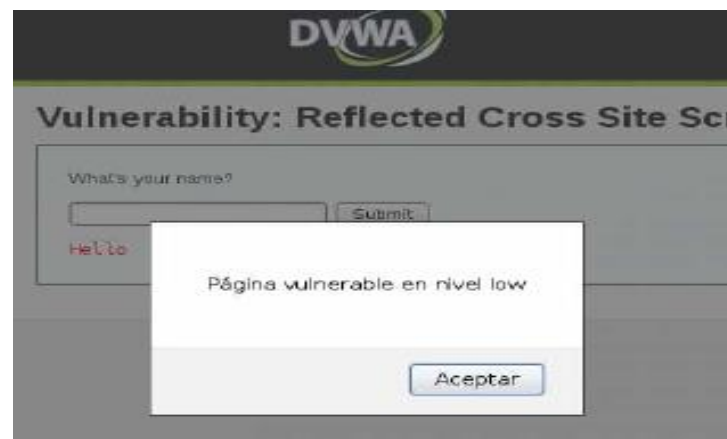 DVWA
Vulnerability: Reflected Cross Site Sc
What's your name?
Submit
Hello
Página vulnerable en nivel low
Aceptar